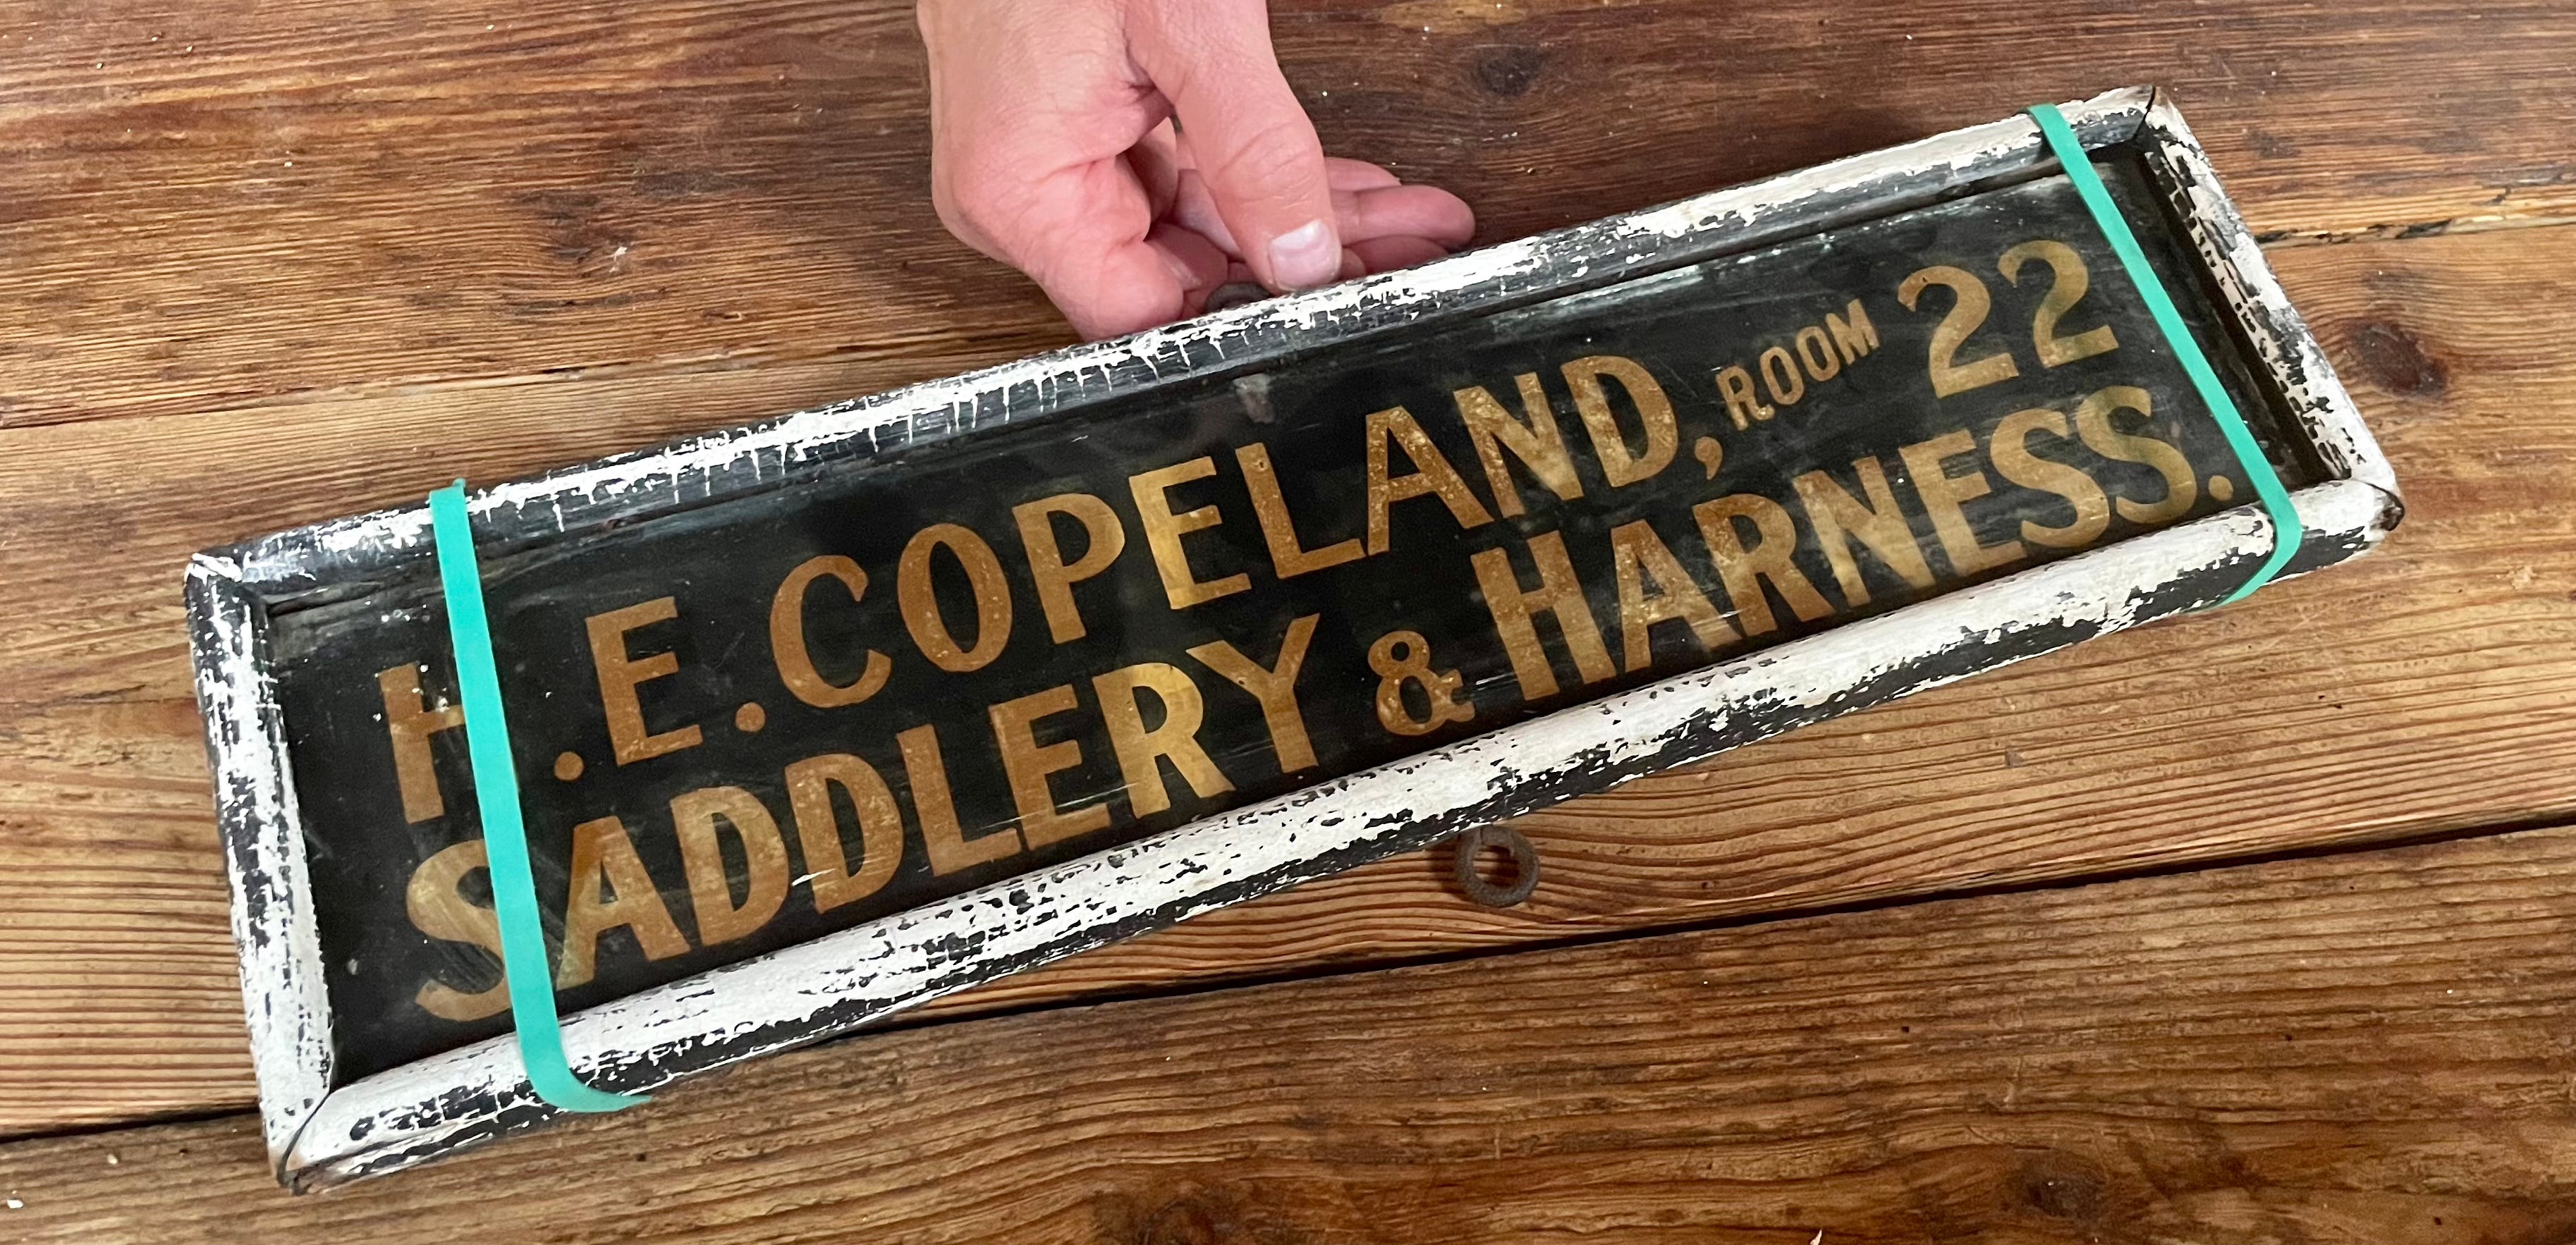 H.E.COPELAND, ROOM 22
SADDLERY & HARNESS.